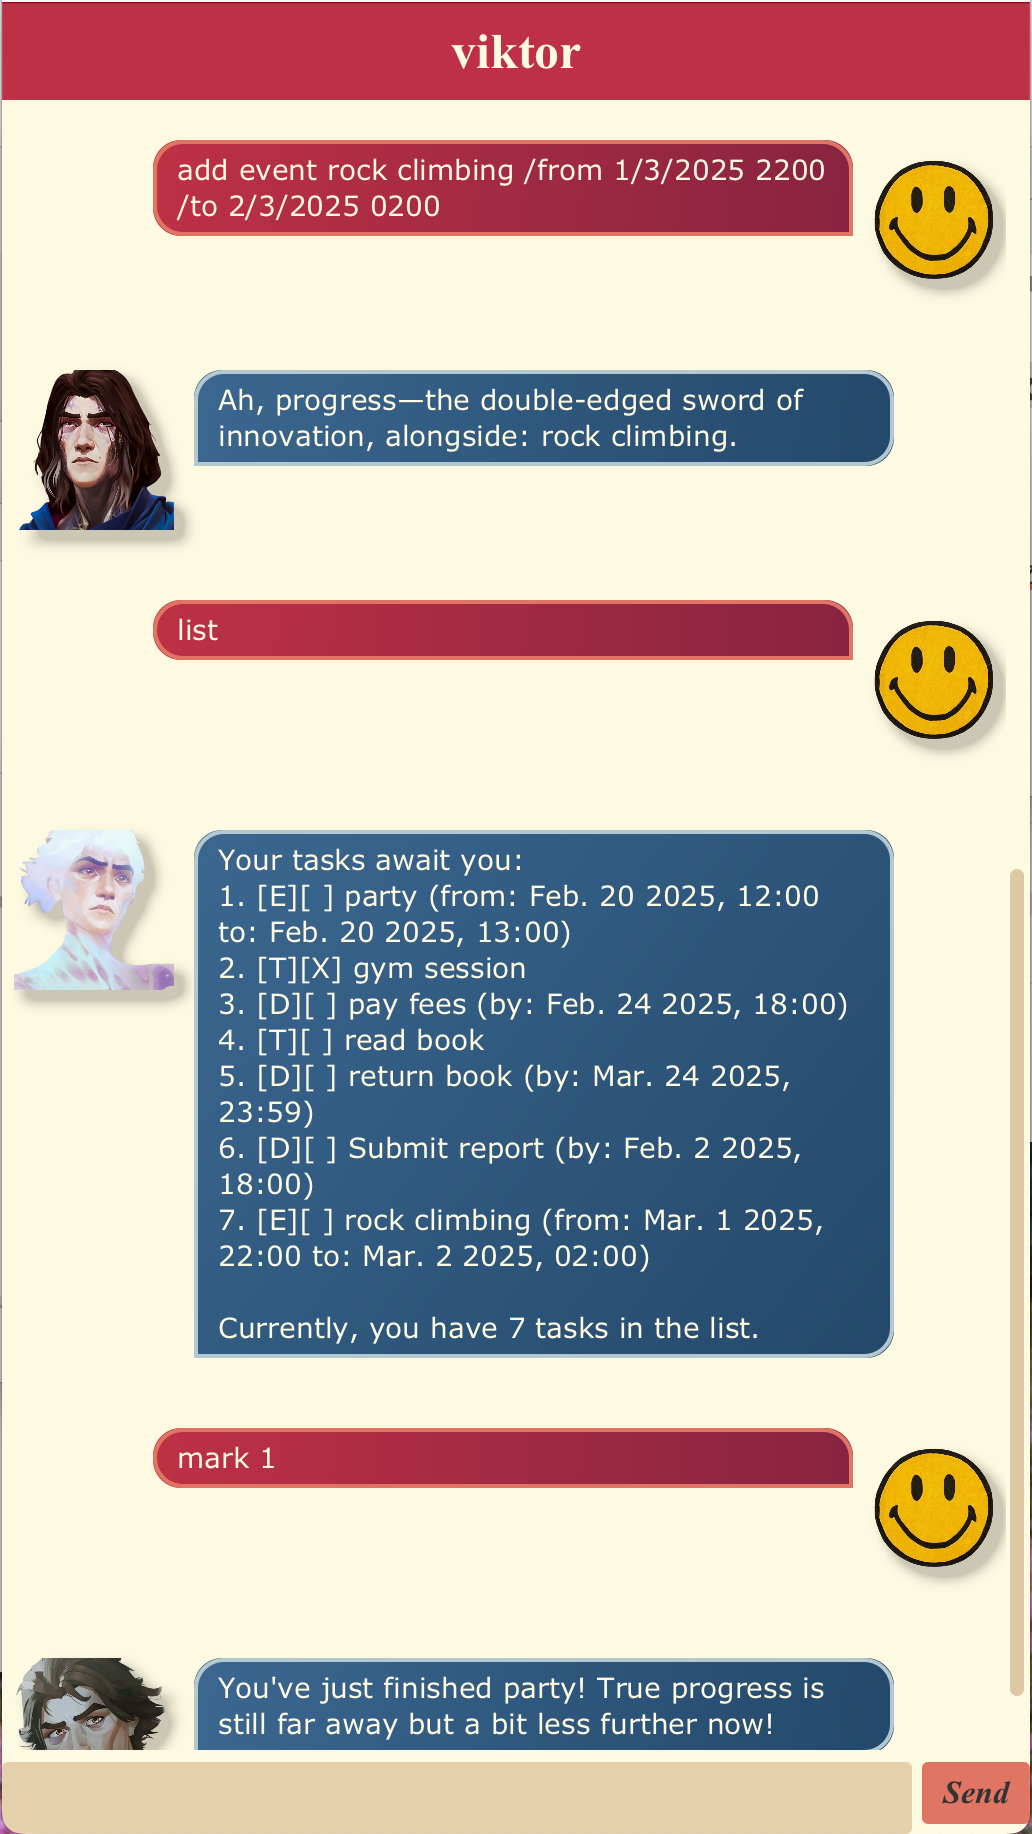 viktor
add event rock climbing /from 1/3/2025 2200
/to 2/3/2025 0200
Ah, progress—the double-edged sword of
innovation, alongside: rock climbing.
list
Your tasks await you:
1. [E][ ] party (from: Feb. 20 2025, 12:00
to: Feb. 20 2025, 13:00)
2. [T][X] gym session
3. [D][ ] pay fees (by: Feb. 24 2025, 18:00)
4. [T][ ] read book
5. [D][ ] return book (by: Mar. 24 2025,
23:59)
6. [D][ ] Submit report (by: Feb. 2 2025,
18:00)
7. [E][ ] rock climbing (from: Mar. 1 2025,
22:00 to: Mar. 2 2025, 02:00)
Currently, you have 7 tasks in the list.
mark 1
You've just finished party! True progress is
still far away but a bit less further now!
Send